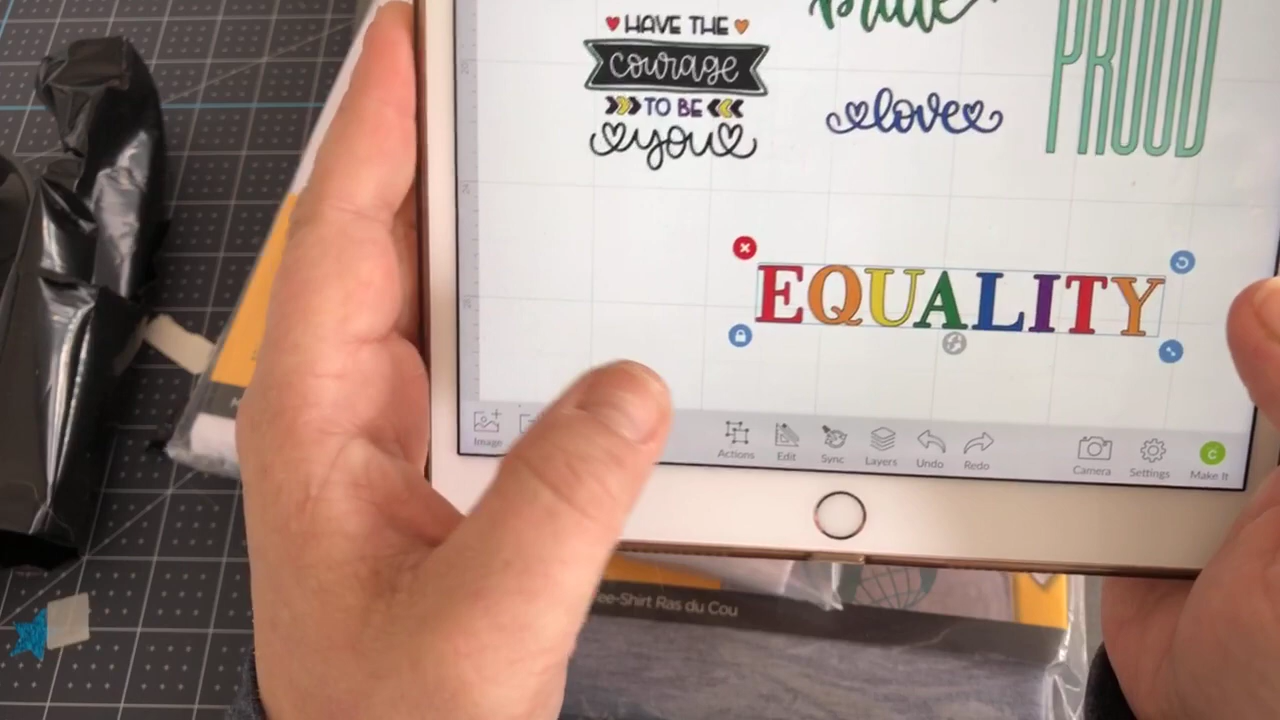 HAVE THE
courage
TO BE
you
pride
love
PROUD
EQUALITY
Image
Actions
Edit
Sync
Layers
Undo
Redo
Camera
Settings
C
Make It
ee-Shirt Ras du Cou